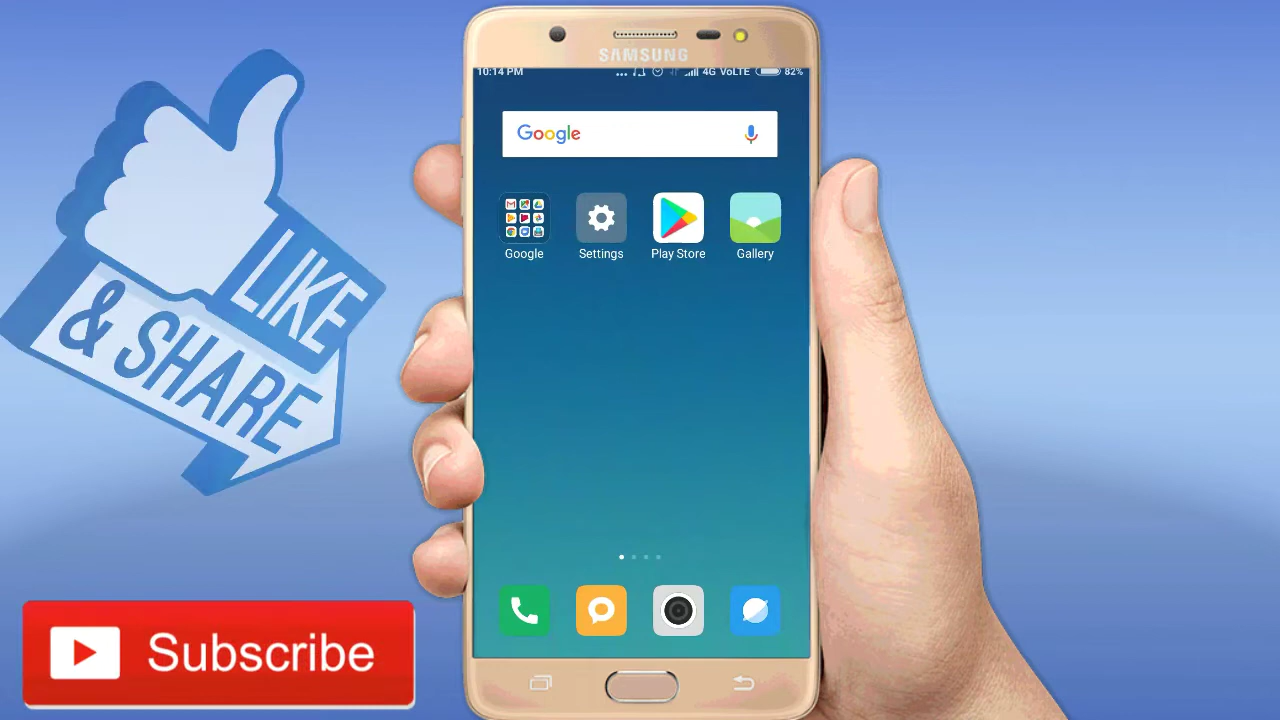 SAMSUNG
10:14 PM
4G VoLTE 82%
Google
Google
Settings
Play Store
Gallery
LIKE
& SHARE
Subscribe